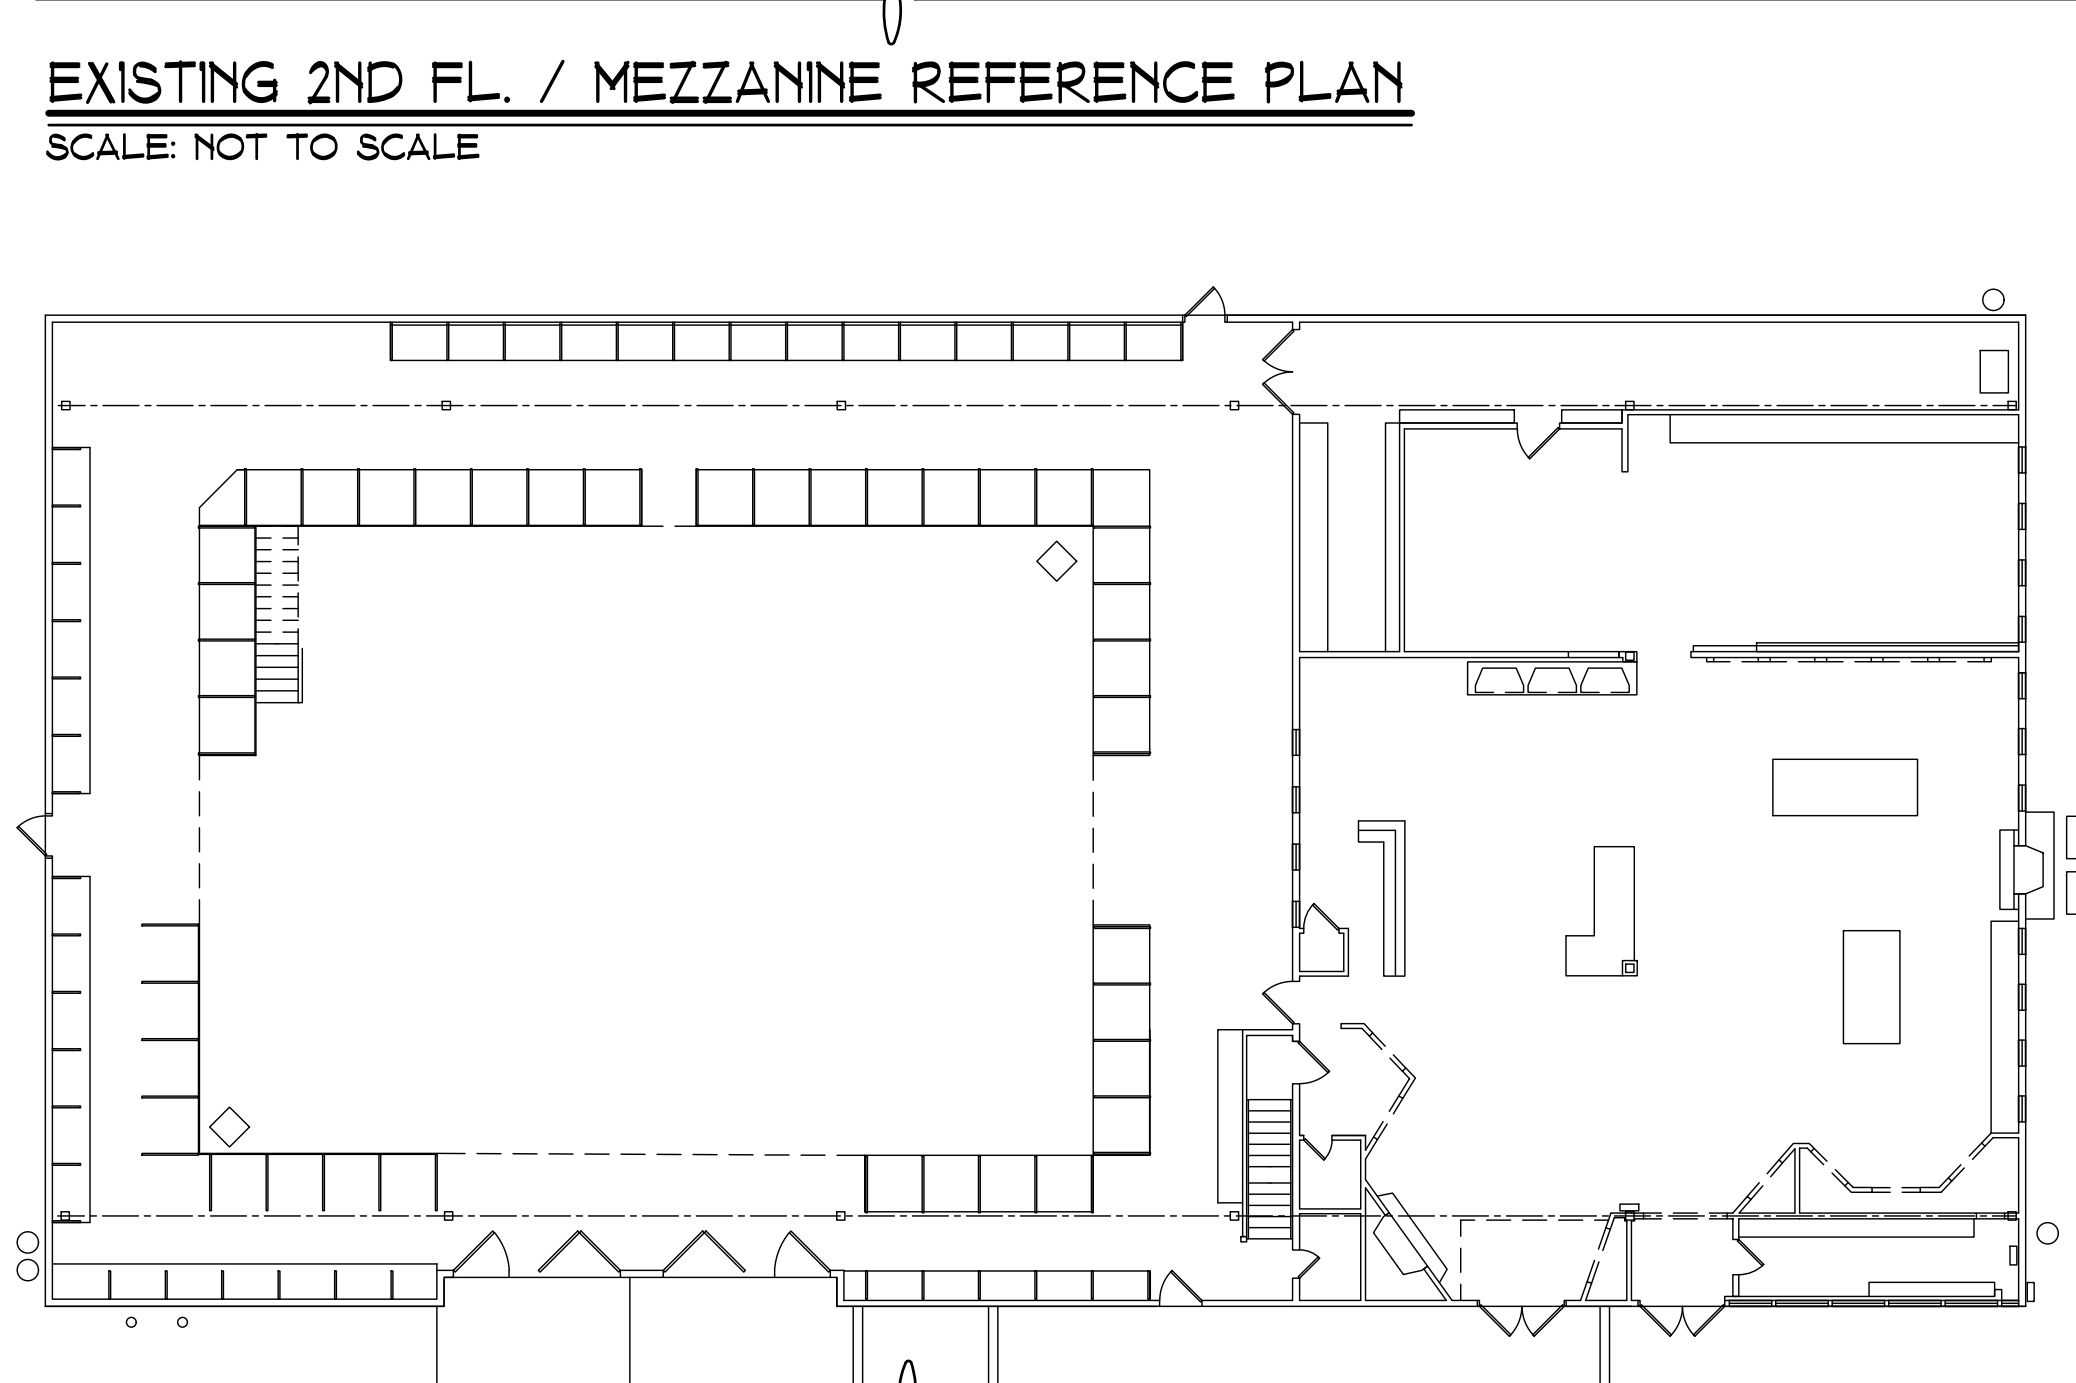 EXISTING 2ND FL. / MEZZANINE REFERENCE PLAN
SCALE: NOT TO SCALE